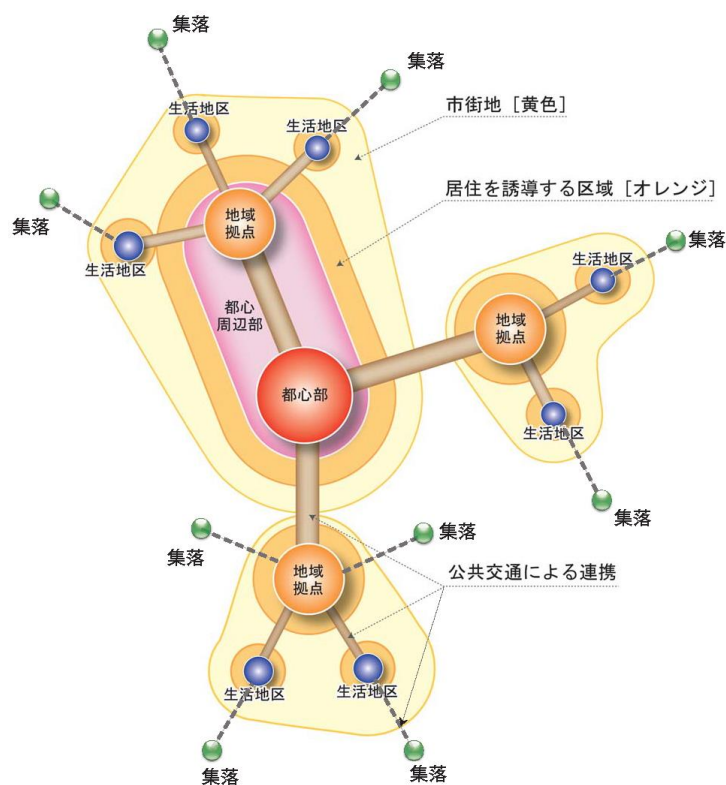 集落
集落
市街地［黄色］
生活地区
生活地区
居住を誘導する区域［オレンジ］
集落
地域
拠点
集落
生活地区
生活地区
都心
周辺部
地域
拠点
都心部
生活地区
集落
集落
集落
地域
拠点
公共交通による連携
生活地区
生活地区
集落
集落